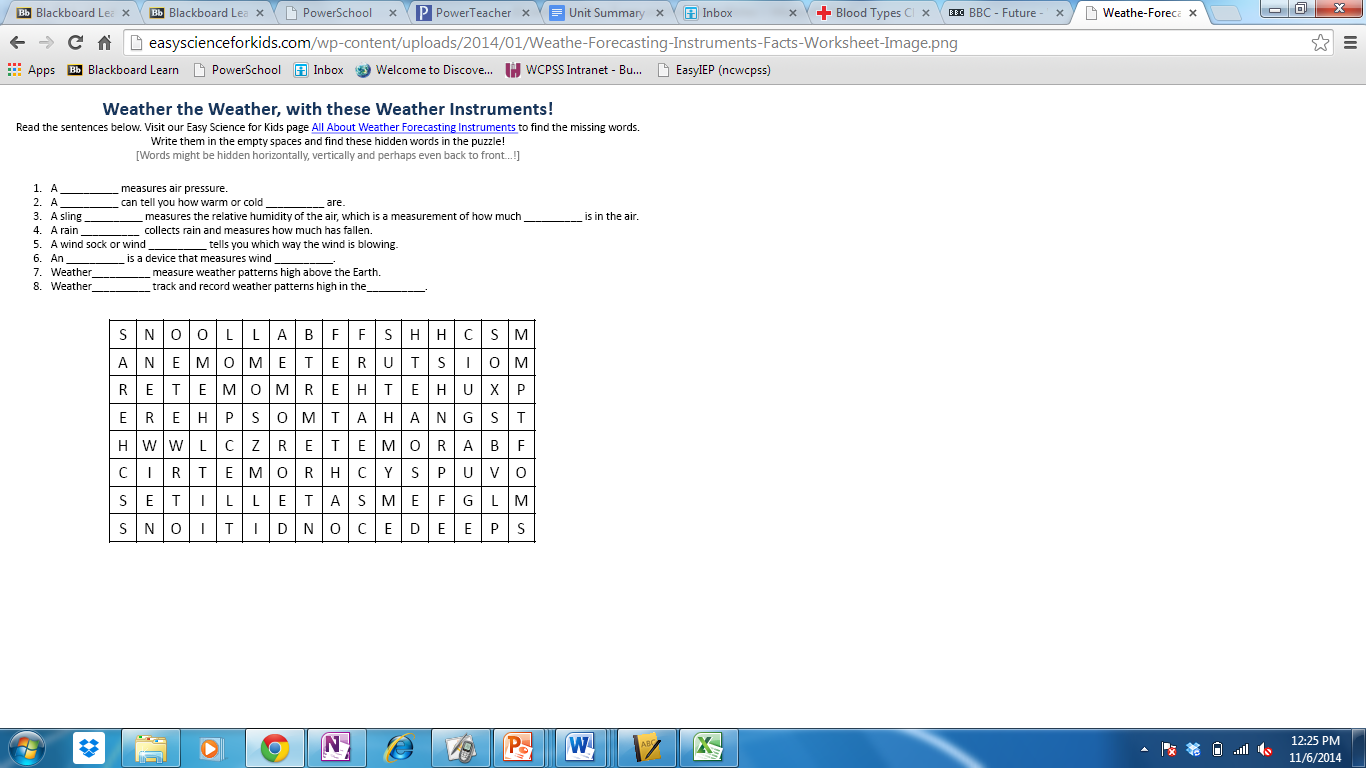 Blackboard Lea
Blackboard Lea
PowerSchool
PowerTeacher
Unit Summary
Inbox
Blood Types C
BBC
BBC - Future -
Weathe-Foreca
easyscienceforkids.com/wp-content/uploads/2014/01/Weathe-Forecasting-Instruments-Facts-Worksheet-Image.png
Apps Bb Blackboard Learn PowerSchool Inbox Welcome to Discove... WCPSS Intranet - Bu... EasyIEP (ncwcpss)
Weather the Weather, with these Weather Instruments!
Read the sentences below. Visit our Easy Science for Kids page All About Weather Forecasting Instruments to find the missing words.
Write them in the empty spaces and find these hidden words in the puzzle!
[Words might be hidden horizontally, vertically and perhaps even back to front...!]
1. A __________ measures air pressure.
2. A __________ can tell you how warm or cold __________ are.
3. A sling __________ measures the relative humidity of the air, which is a measurement of how much __________ is in the air.
4. A rain __________ collects rain and measures how much has fallen.
5. A wind sock or wind __________ tells you which way the wind is blowing.
6. An __________ is a device that measures wind __________.
7. Weather__________ measure weather patterns high above the Earth.
8. Weather__________ track and record weather patterns high in the__________.
S N O O L L A B F F S H H C S M
A N E M O M E T E R U T S I O M
R E T E M O M R E H T E H U X P
E R E H P S O M T A H A N G S T
H W W L C Z R E T E M O R A B F
C I R T E M O R H C Y S P U V O
S E T I L L E T A S M E F G L M
S N O I T I D N O C E D E E P S
12:25 PM
11/6/2014